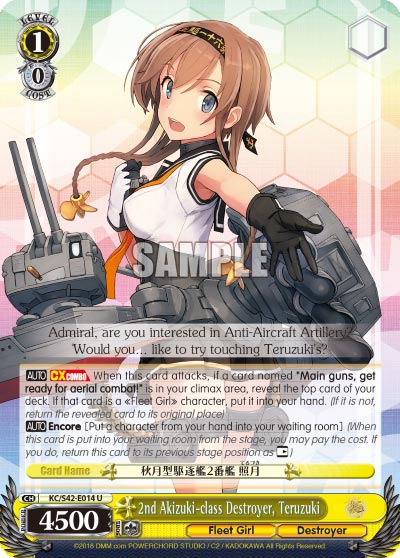 LEVEL
1
0
COST
SAMPLE
Admiral, are you interested in Anti-Aircraft Artillery?
Would you... like to try touching Teruzuki's?
AUTO CXCOMBO When this card attacks, if a card named "Main guns, get
ready for aerial combat!" is in your climax area, reveal the top card of your
deck. If that card is a «Fleet Girl» character, put it into your hand. (If it is not,
return the revealed card to its original place)
AUTO Encore [Put a character from your hand into your waiting room] (When
this card is put into your waiting room from the stage, you may pay the cost. If
you do, return this card to its previous stage position as REST)
Card Name 秋月型駆逐艦2番艦 照月
CH KC/S42-E014 U
2nd Akizuki-class Destroyer, Teruzuki
4500
Fleet Girl Destroyer
©2016 DMM.com POWERCHORD STUDIO / C2 / KADOKAWA All Rights Reserved.